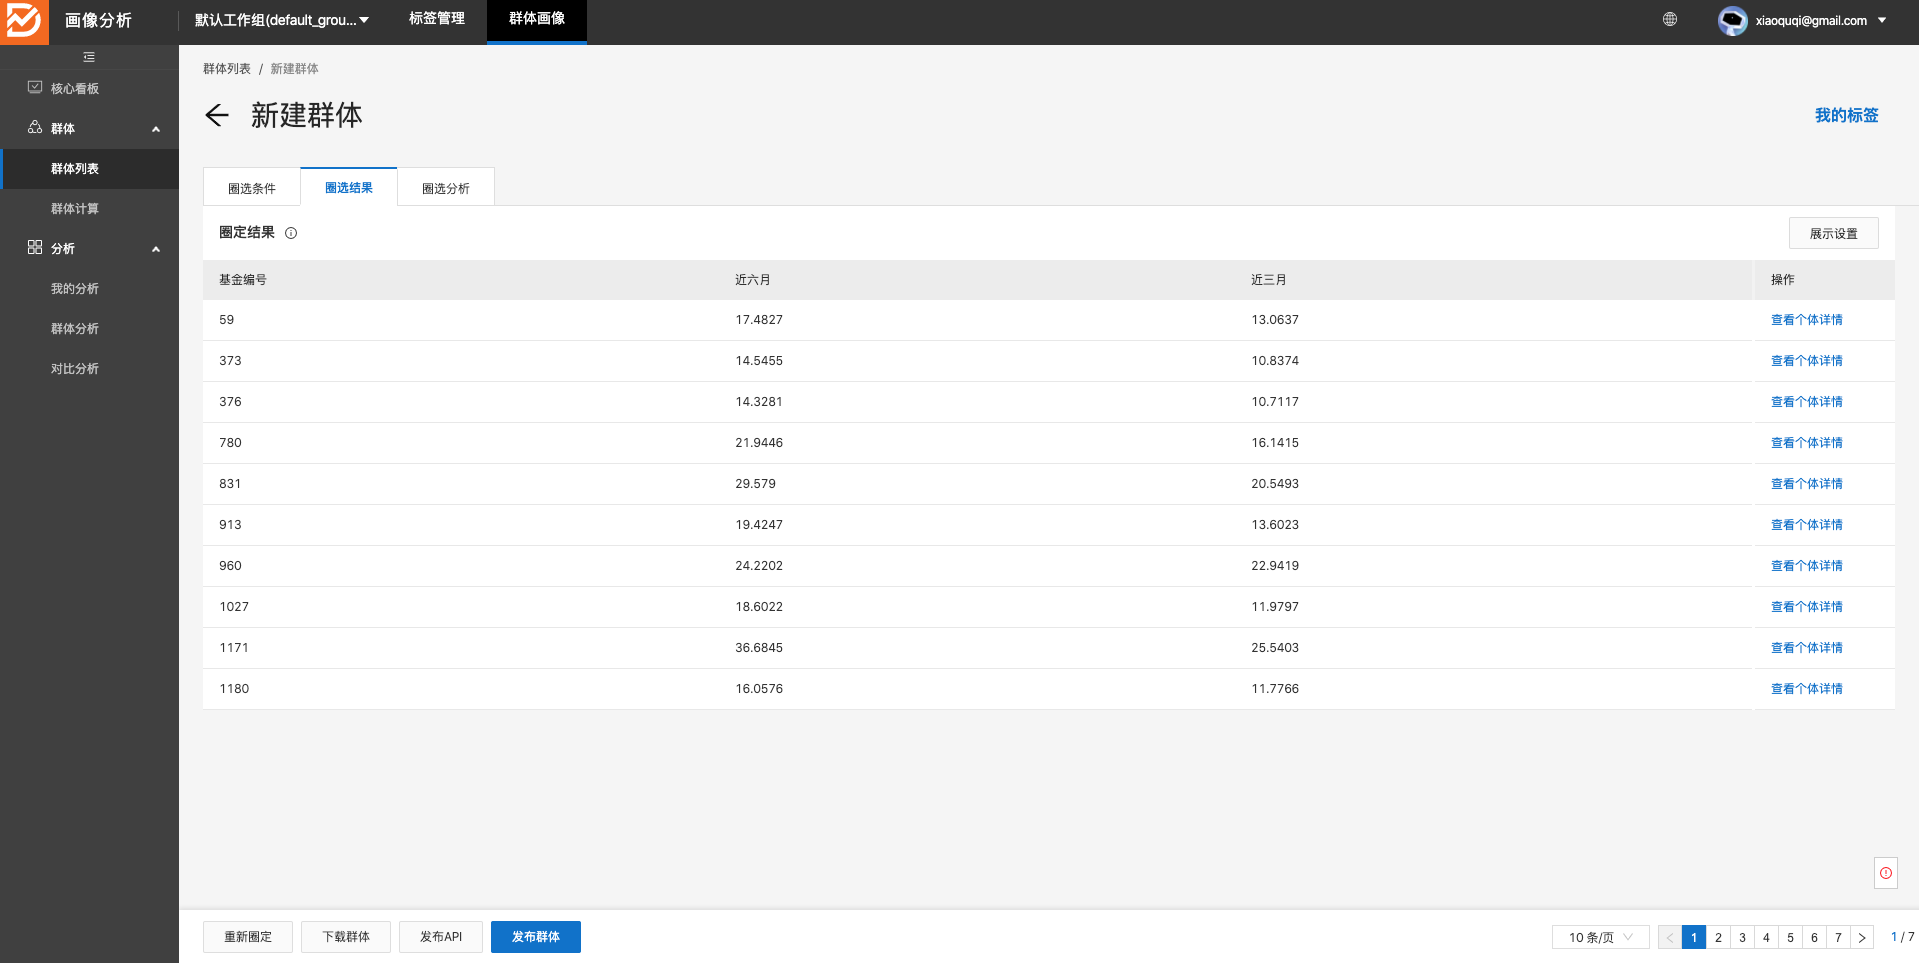 画像分析
默认工作组(default_grou...
标签管理
群体画像
xiaoquqi@gmail.com
核心看板
群体
群体列表
群体计算
分析
我的分析
群体分析
对比分析
群体列表 / 新建群体
新建群体
我的标签
圈选条件
圈选结果
圈选分析
圈定结果
展示设置
基金编号 近六月 近三月 操作
59 17.4827 13.0637 查看个体详情
373 14.5455 10.8374 查看个体详情
376 14.3281 10.7117 查看个体详情
780 21.9446 16.1415 查看个体详情
831 29.579 20.5493 查看个体详情
913 19.4247 13.6023 查看个体详情
960 24.2202 22.9419 查看个体详情
1027 18.6022 11.9797 查看个体详情
1171 36.6845 25.5403 查看个体详情
1180 16.0576 11.7766 查看个体详情
重新圈定 下载群体 发布API 发布群体
10 条/页 < 1 2 3 4 5 6 7 > 1 / 7